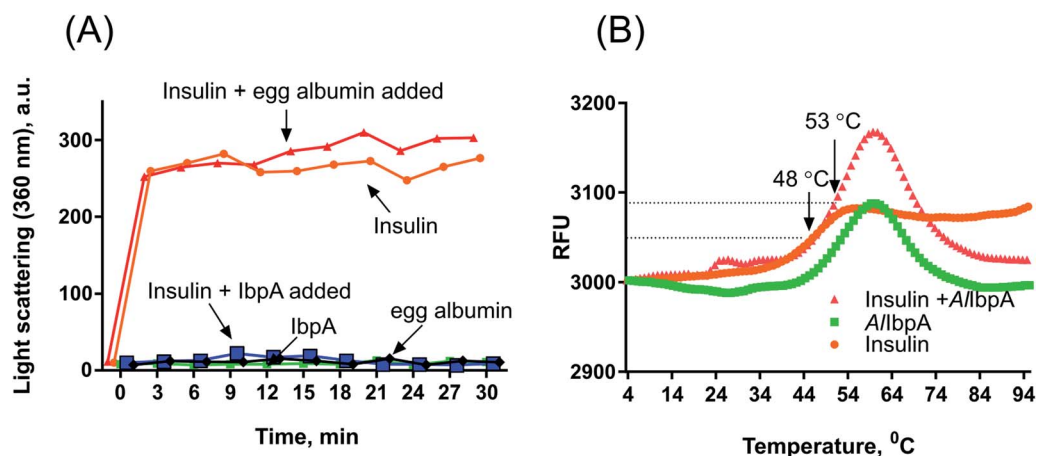 (A)
Light scattering (360 nm), a.u.
300
200
100
0
Insulin + egg albumin added
Insulin
Insulin + IbpA added
IbpA
egg albumin
0 3 6 9 12 15 18 21 24 27 30
Time, min
(B)
RFU
3200
3100
3000
2900
53 °C
48 °C
Insulin +AlIbpA
AlIbpA
Insulin
4 14 24 34 44 54 64 74 84 94
Temperature, ⁰C